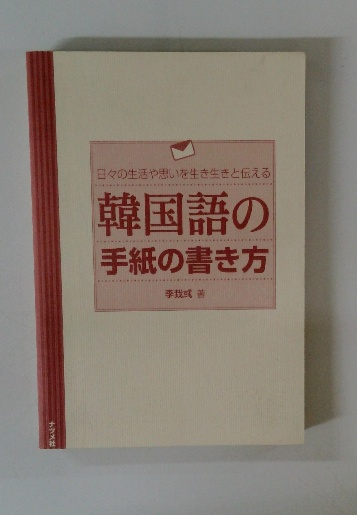 日々の生活や思いを生き生きと伝える
韓国語の
手紙の書き方
著
ナツメ社